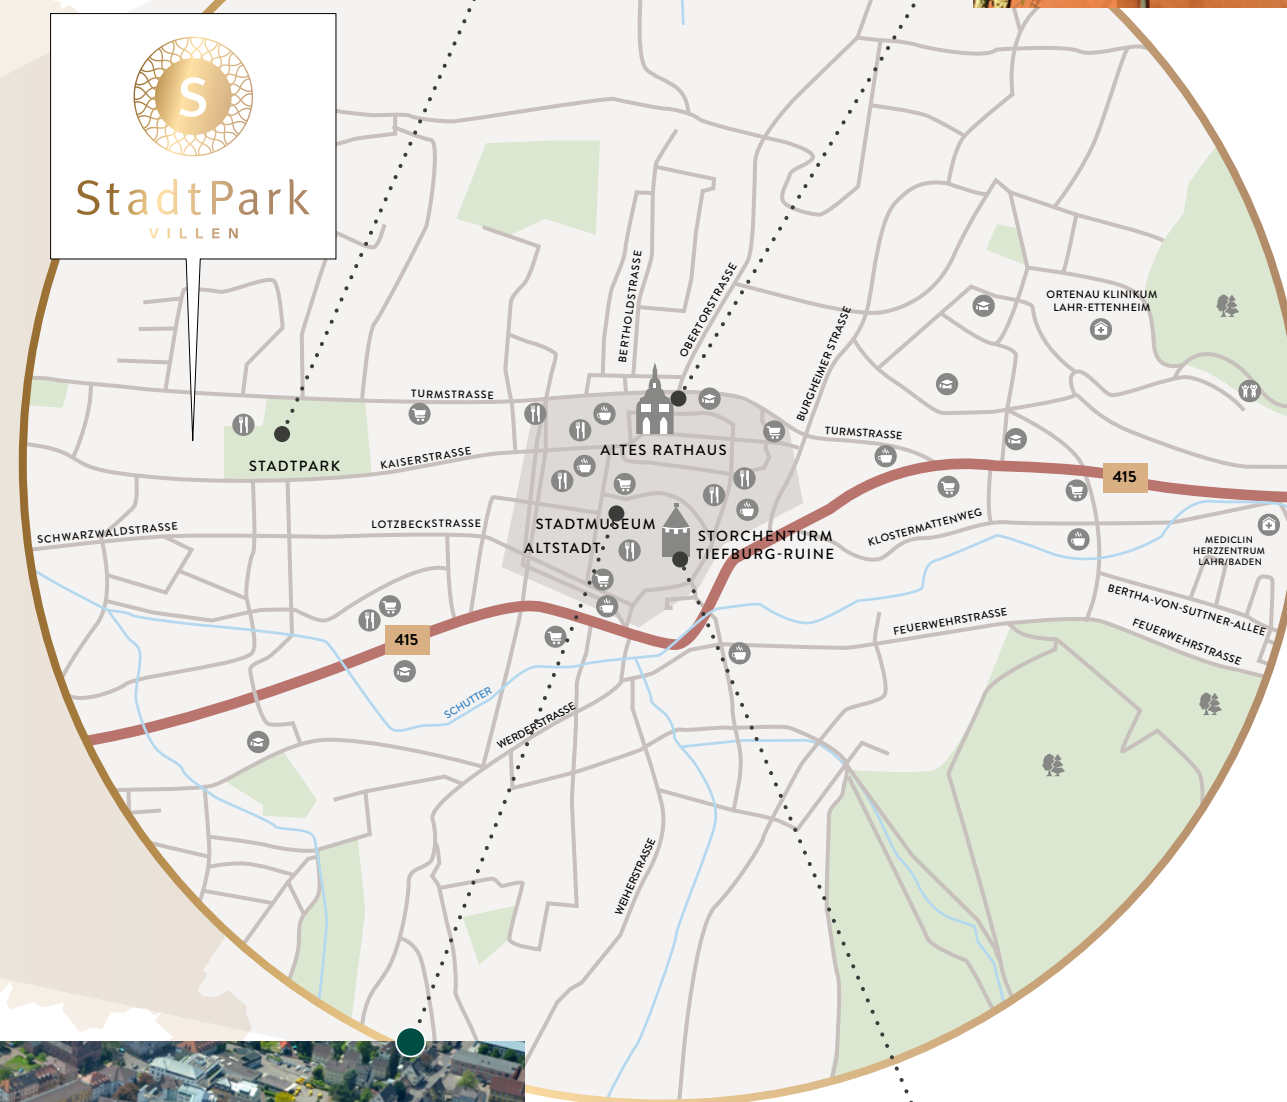 S
StadtPark
VILLEN
BERTHOLDSTRASSE
OBERTORSTRASSE
BURGHEIMER STRASSE
ORTENAU KLINIKUM
LAHR-ETTENHEIM
TURMSTRASSE
ALTES RATHAUS
TURMSTRASSE
STADTPARK
KAISERSTRASSE
415
SCHWARZWALDSTRASSE
LOTZBECKSTRASSE
STADTMUSEUM
ALTSTADT
STORCHENTURM
TIEFBURG-RUINE
KLOSTERMATTENWEG
MEDICLIN
HERZZENTRUM
LAHR/BADEN
BERTHA-VON-SUTTNER-ALLEE
FEUERWEHRSTRASSE
FEUERWEHRSTRASSE
415
SCHUTTER
WERDERSTRASSE
WEIHERSTRASSE